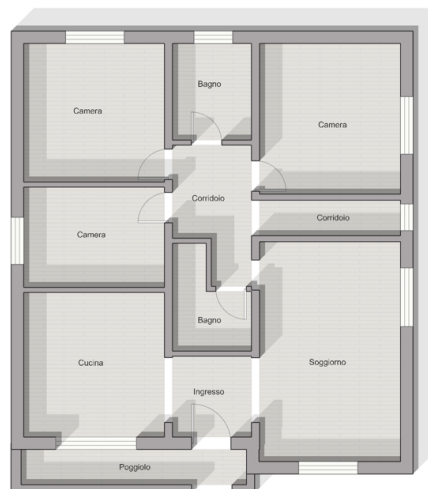 Bagno
Camera
Camera
Corridoio
Corridoio
Camera
Bagno
Cucina
Soggiorno
Ingresso
Poggiolo